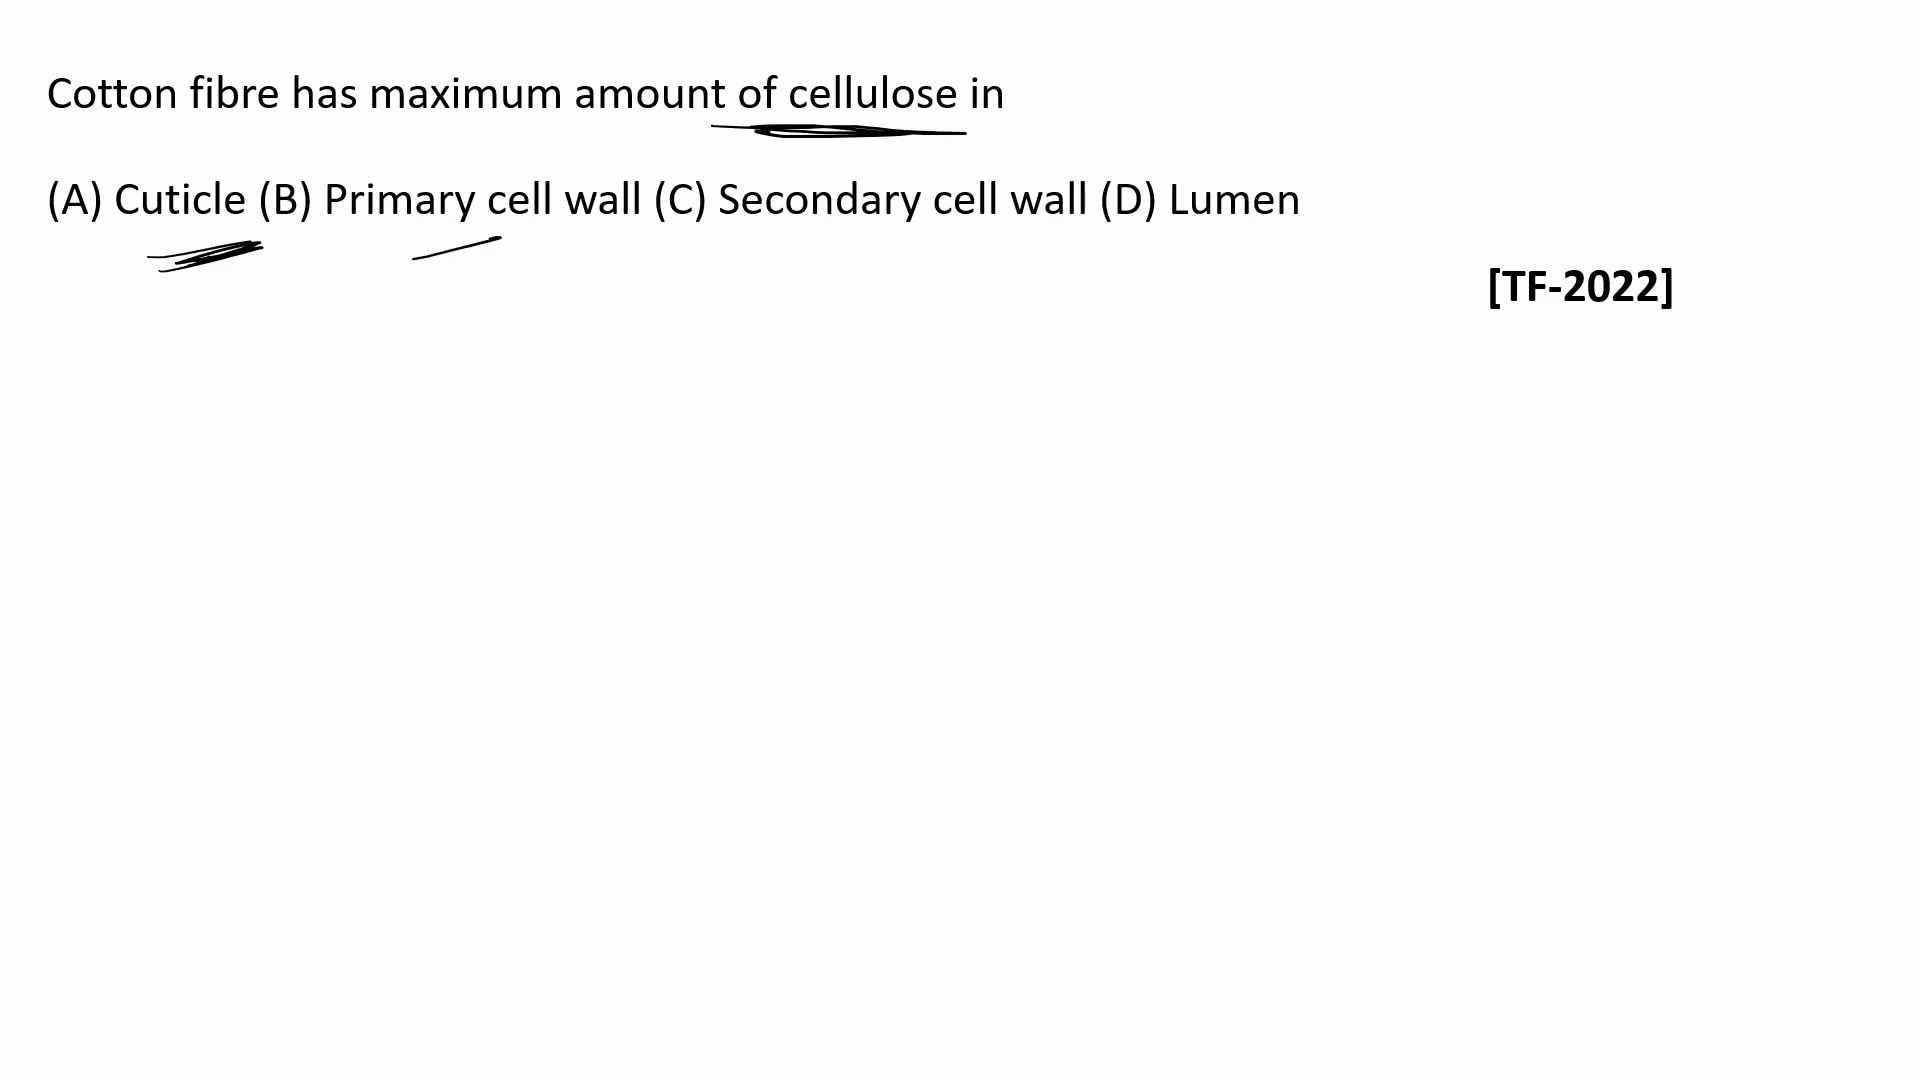 Cotton fibre has maximum amount of cellulose in
(A) Cuticle (B) Primary cell wall (C) Secondary cell wall (D) Lumen
[TF-2022]